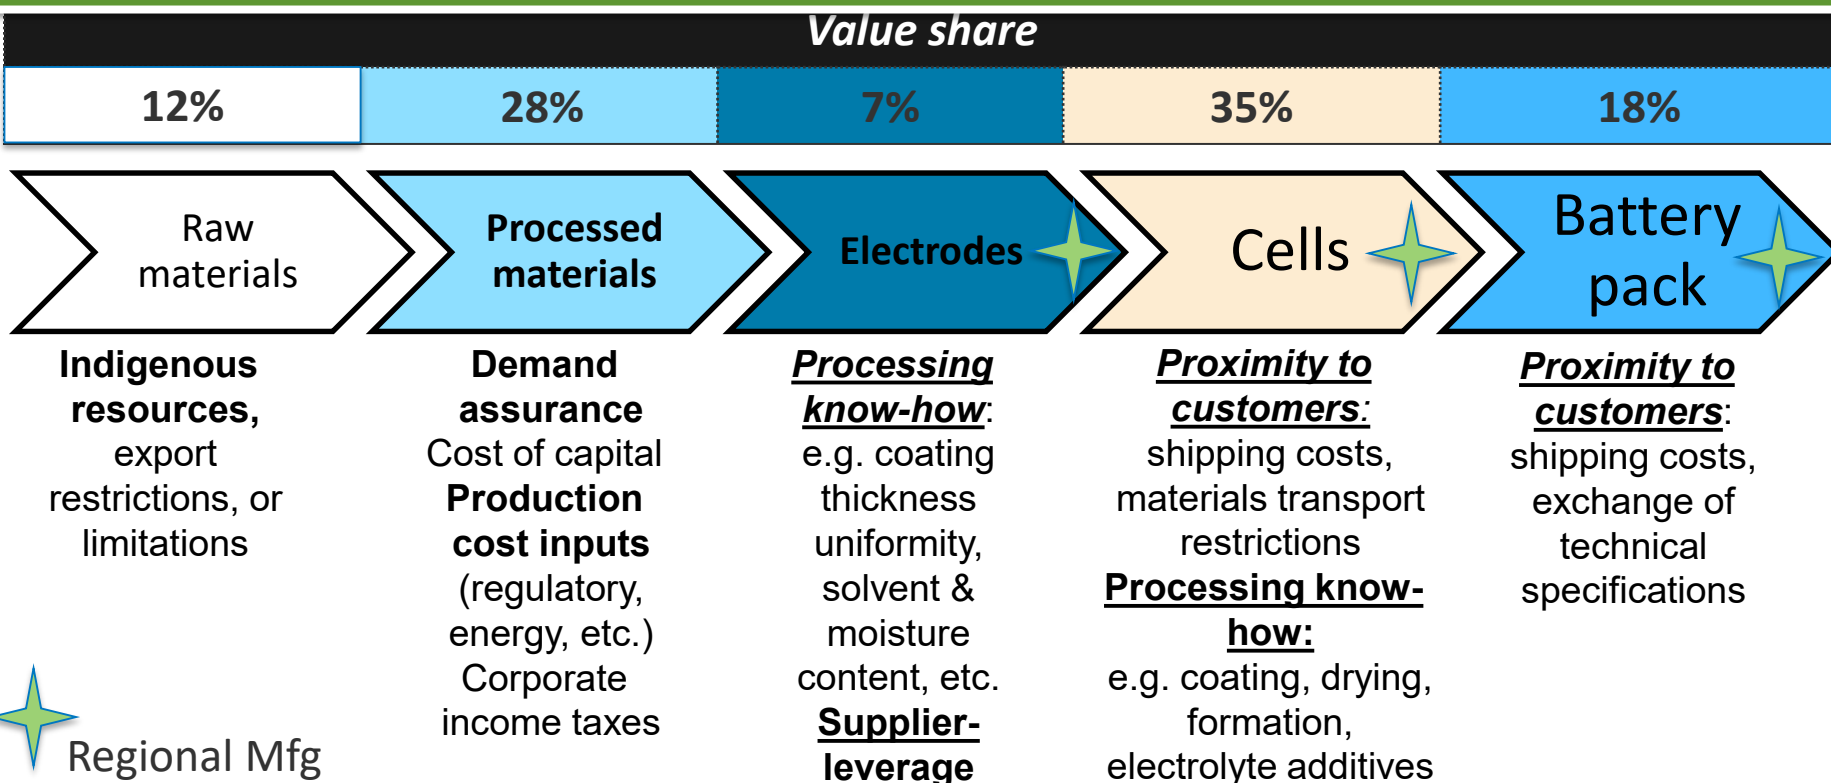 Value share
12%
28%
7%
35%
18%
Raw
materials
Processed
materials
Electrodes
Cells
Battery
pack
Indigenous
resources,
export
restrictions, or
limitations
Demand
assurance
Cost of capital
Production
cost inputs
(regulatory,
energy, etc.)
Corporate
income taxes
Processing
know-how:
e.g. coating
thickness
uniformity,
solvent &
moisture
content, etc.
Supplier-
leverage
Proximity to
customers:
shipping costs,
materials transport
restrictions
Processing know-
how:
e.g. coating, drying,
formation,
electrolyte additives
Proximity to
customers:
shipping costs,
exchange of
technical
specifications
Regional Mfg